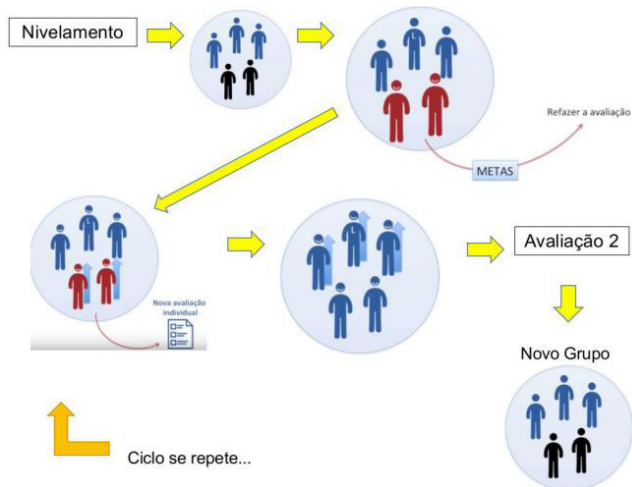 Nivelamento
Refazer a avaliação
METAS
Nova avaliação
individual
Avaliação 2
Novo Grupo
Ciclo se repete...